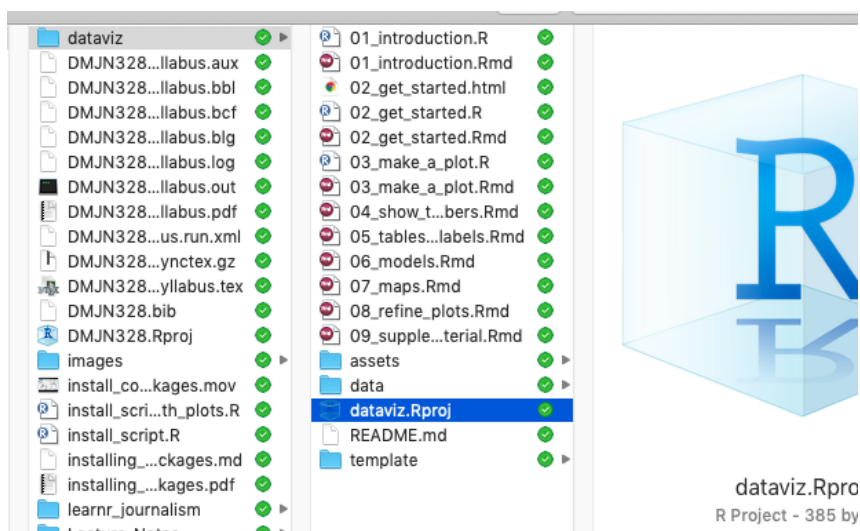 dataviz
DMJN328...llabus.aux
DMJN328...llabus.bbl
DMJN328...llabus.bcf
DMJN328...llabus.blg
DMJN328...llabus.log
DMJN328...llabus.out
DMJN328...llabus.pdf
DMJN328...us.run.xml
DMJN328...ynctex.gz
DMJN328...yllabus.tex
DMJN328.bib
DMJN328.Rproj
images
install_co...kages.mov
install_scri...th_plots.R
install_script.R
installing_...ckages.md
installing_...kages.pdf
learnr_journalism
01_introduction.R
01_introduction.Rmd
02_get_started.html
02_get_started.R
02_get_started.Rmd
03_make_a_plot.R
03_make_a_plot.Rmd
04_show_t...bers.Rmd
05_tables...labels.Rmd
06_models.Rmd
07_maps.Rmd
08_refine_plots.Rmd
09_supple...terial.Rmd
assets
data
dataviz.Rproj
README.md
template
R
dataviz.Rpro
R Project - 385 by